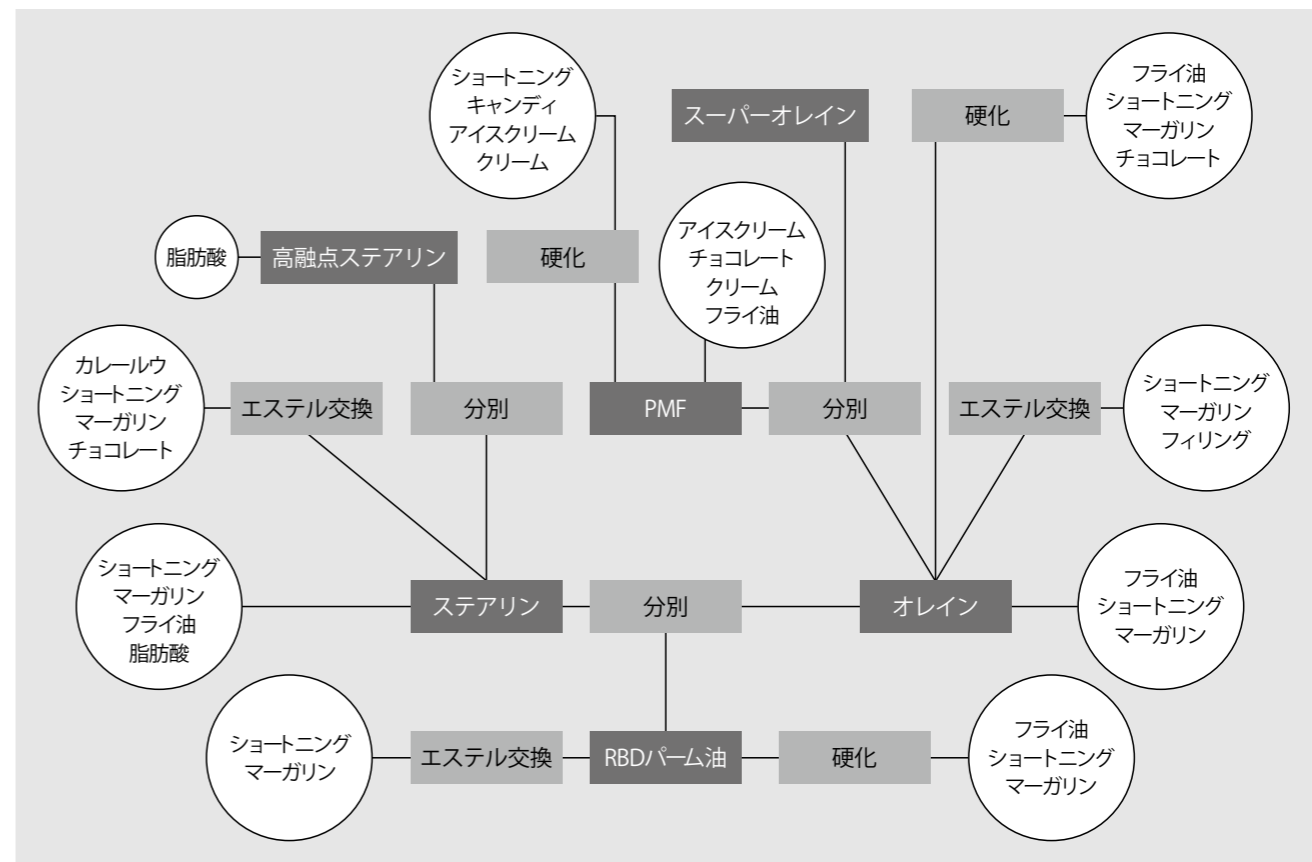 ショートニング
キャンディ
アイスクリーム
クリーム
スーパーオレイン
硬化
フライ油
ショートニング
マーガリン
チョコレート
脂肪酸
高融点ステアリン
硬化
アイスクリーム
チョコレート
クリーム
フライ油
カレールウ
ショートニング
マーガリン
チョコレート
エステル交換
分別
PMF
分別
エステル交換
ショートニング
マーガリン
フィリング
ショートニング
マーガリン
フライ油
脂肪酸
ステアリン
分別
オレイン
フライ油
ショートニング
マーガリン
ショートニング
マーガリン
エステル交換
RBDパーム油
硬化
フライ油
ショートニング
マーガリン